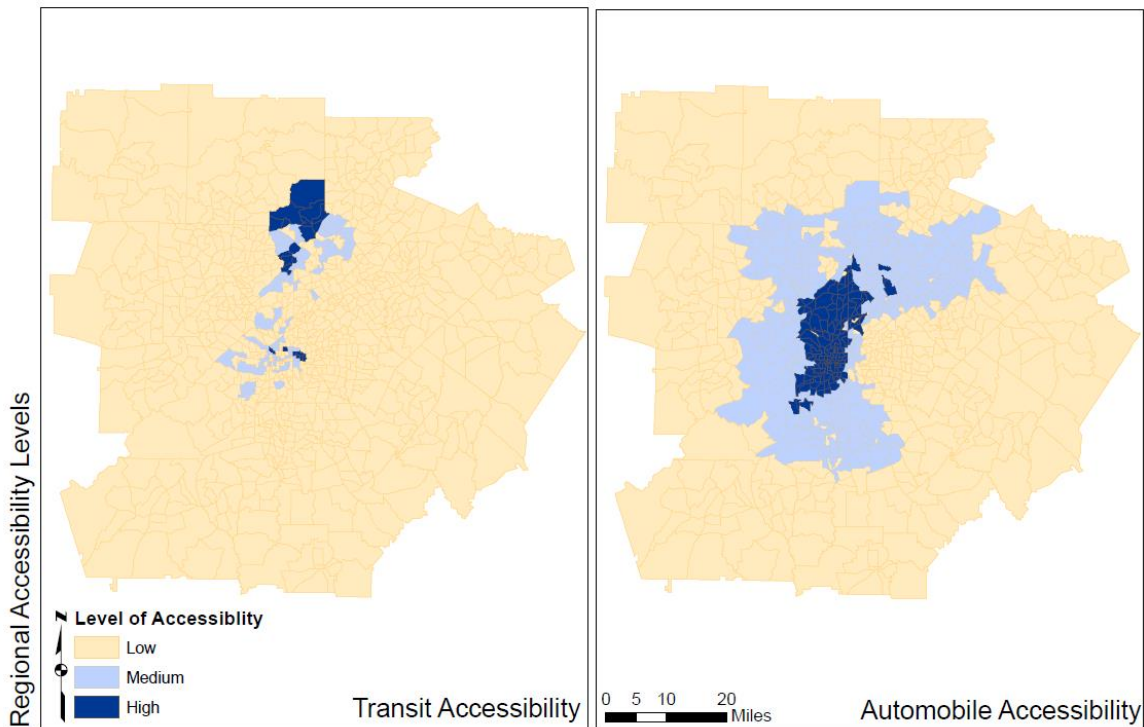 Regional Accessibility Levels
N
Level of Accessiblity
Low
Medium
High
Transit Accessibility
0 5 10 20
Miles
Automobile Accessibility